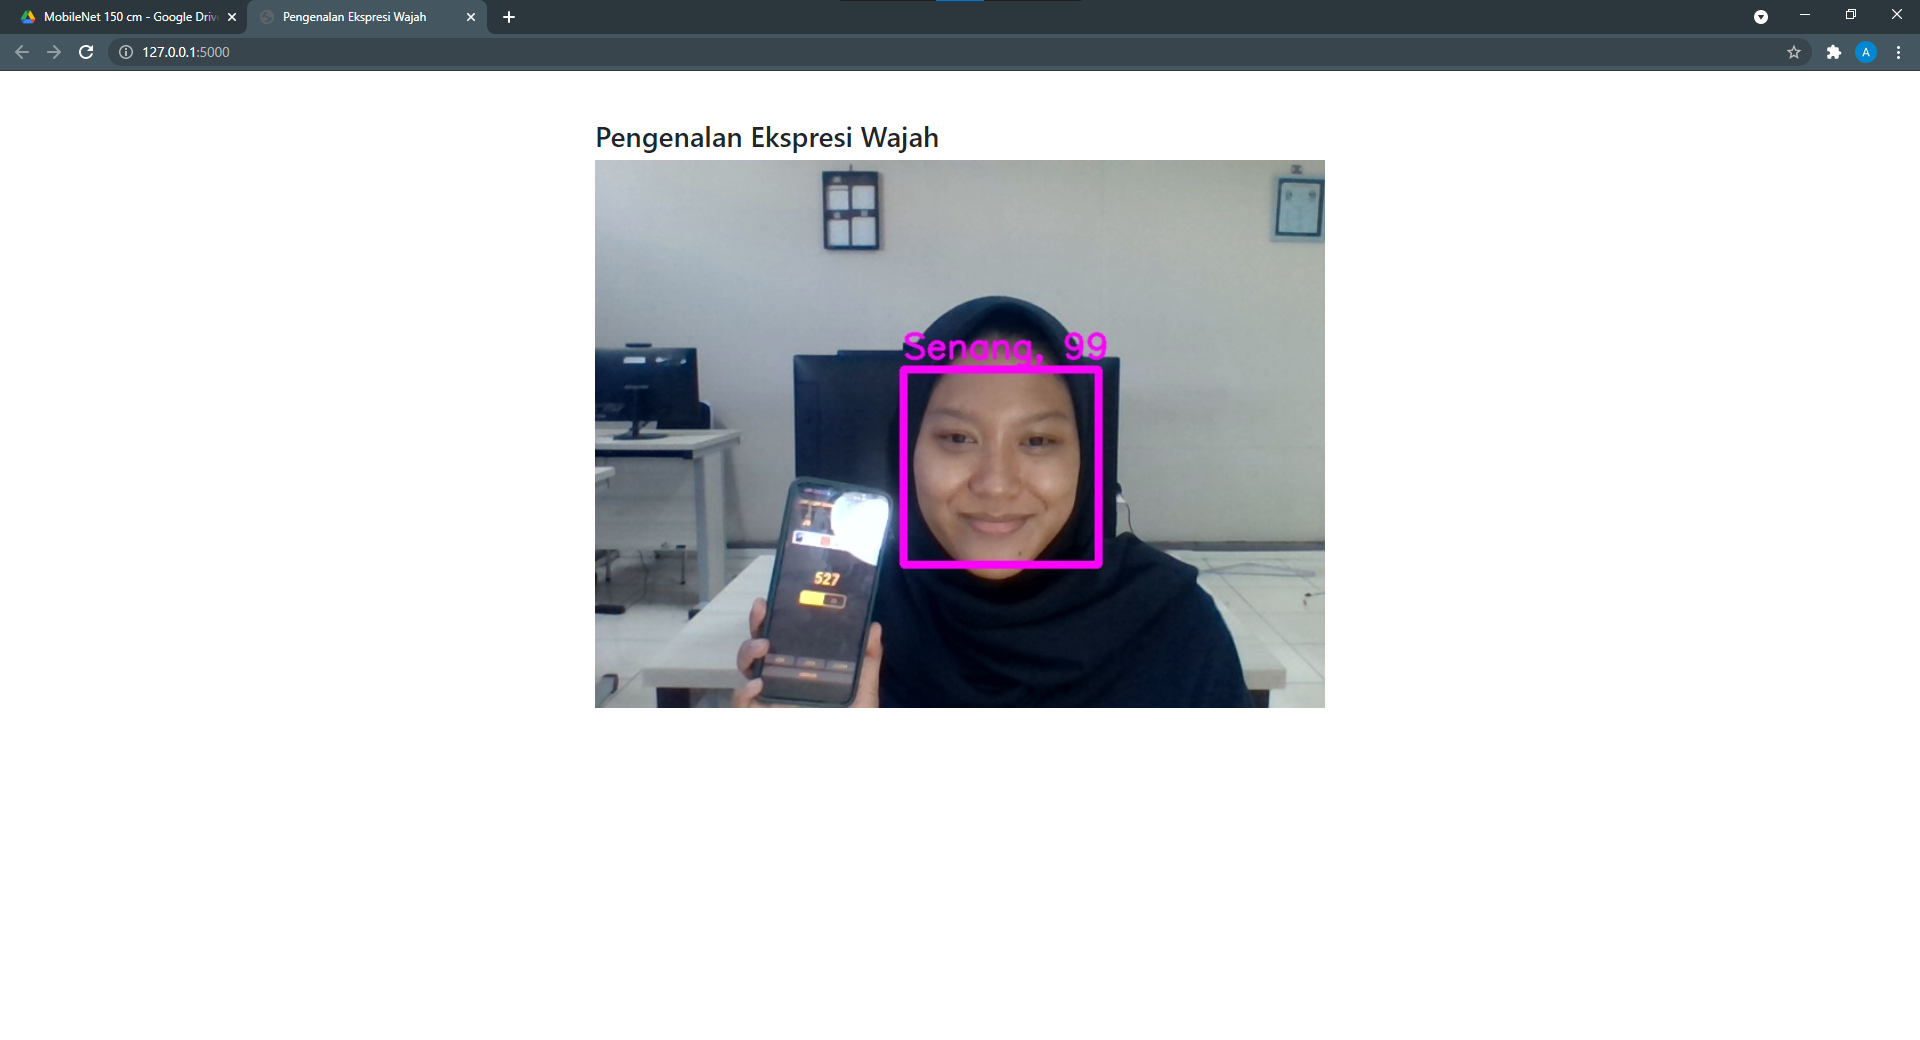 MobileNet 150 cm - Google Driv
Pengenalan Ekspresi Wajah
127.0.0.1:5000
A
Pengenalan Ekspresi Wajah
Senang, 99
527